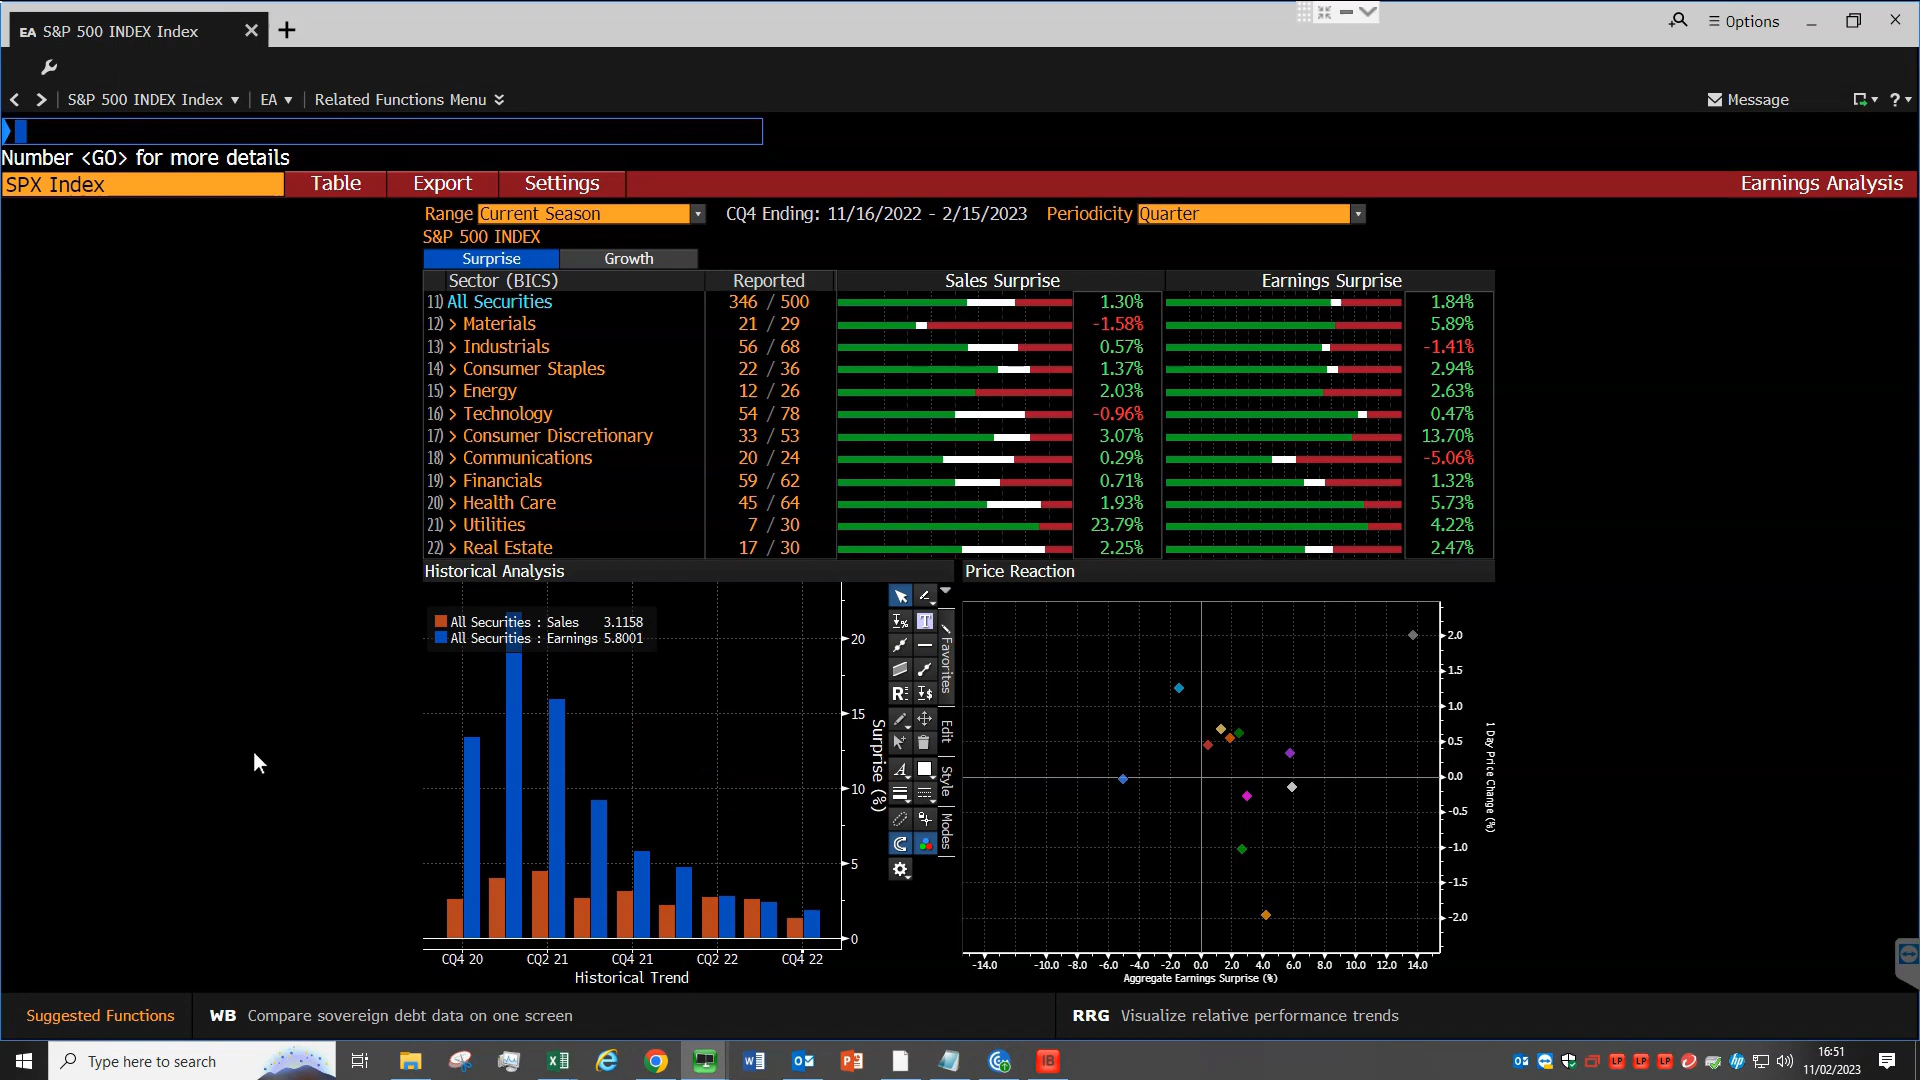 EA S&P 500 INDEX Index
Options
S&P 500 INDEX Index EA Related Functions Menu
Message
?
Number <GO> for more details
SPX Index Table Export Settings Earnings Analysis
Range Current Season CQ4 Ending: 11/16/2022 - 2/15/2023 Periodicity Quarter
S&P 500 INDEX
Surprise Growth
Sector (BICS) Reported Sales Surprise Earnings Surprise
11) All Securities 346 / 500 1.30% 1.84%
12) > Materials 21 / 29 -1.58% 5.89%
13) > Industrials 56 / 68 0.57% -1.41%
14) > Consumer Staples 22 / 36 1.37% 2.94%
15) > Energy 12 / 26 2.03% 2.63%
16) > Technology 54 / 78 -0.96% 0.47%
17) > Consumer Discretionary 33 / 53 3.07% 13.70%
18) > Communications 20 / 24 0.29% -5.06%
19) > Financials 59 / 62 0.71% 1.32%
20) > Health Care 45 / 64 1.93% 5.73%
21) > Utilities 7 / 30 23.79% 4.22%
22) > Real Estate 17 / 30 2.25% 2.47%
Historical Analysis
All Securities : Sales 3.1158
All Securities : Earnings 5.8001
20
15
10
5
0
Surprise (%)
CQ4 20 CQ2 21 CQ4 21 CQ2 22 CQ4 22
Historical Trend
Favorites
Edit
Style
Modes
Price Reaction
2.0
1.5
1.0
0.5
0.0
-0.5
-1.0
-1.5
-2.0
1 Day Price Change (%)
-14.0 -10.0 -8.0 -6.0 -4.0 -2.0 0.0 2.0 4.0 6.0 8.0 10.0 12.0 14.0
Aggregate Earnings Surprise (%)
Suggested Functions WB Compare sovereign debt data on one screen RRG Visualize relative performance trends
Type here to search
16:51
11/02/2023